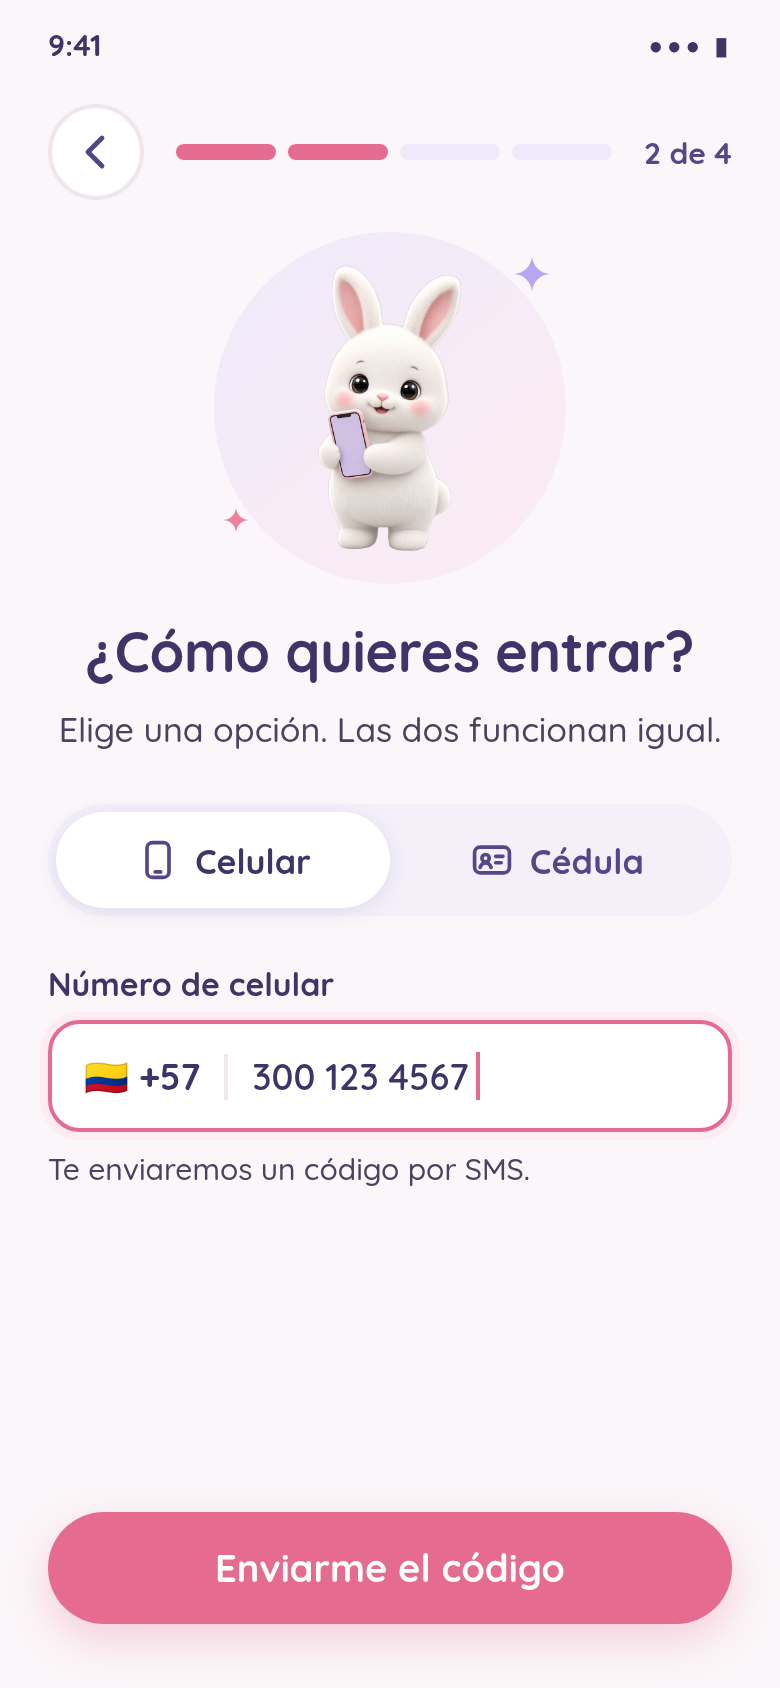 9:41
2 de 4
¿Cómo quieres entrar?
Elige una opción. Las dos funcionan igual.
Celular
Cédula
Número de celular
+57 300 123 4567
Te enviaremos un código por SMS.
Enviarme el código